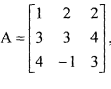 A = [1 2 2
3 3 4
4 -1 3],